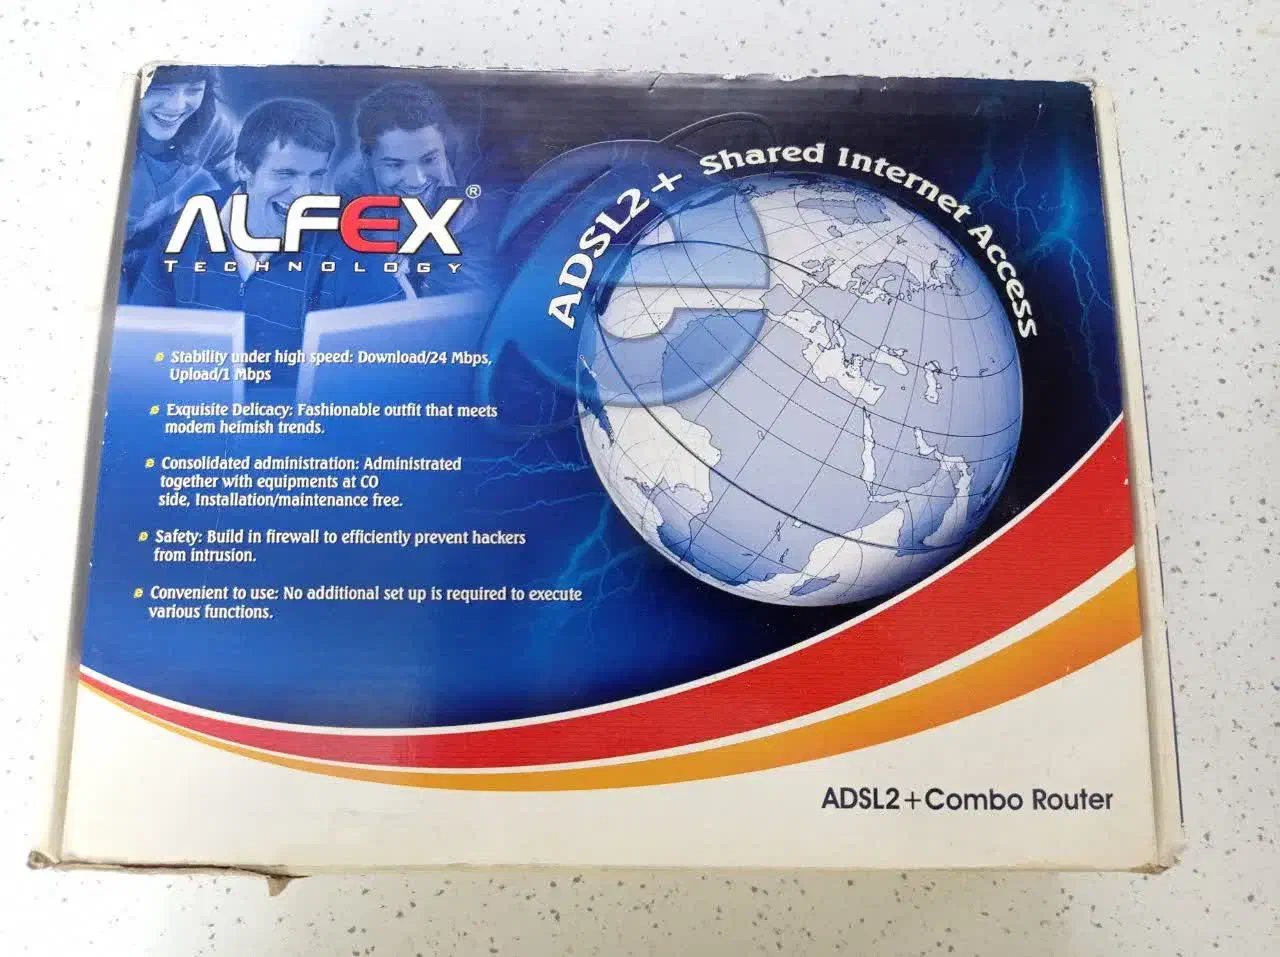 ALFEX®
TECHNOLOGY
ADSL2+ Shared Internet Access
Stability under high speed: Download/24 Mbps,
Upload/1 Mbps
Exquisite Delicacy: Fashionable outfit that meets
modem heimish trends.
Consolidated administration: Administrated
together with equipments at CO
side, Installation/maintenance free.
Safety: Build in firewall to efficiently prevent hackers
from intrusion.
Convenient to use: No additional set up is required to execute
various functions.
ADSL2+Combo Router